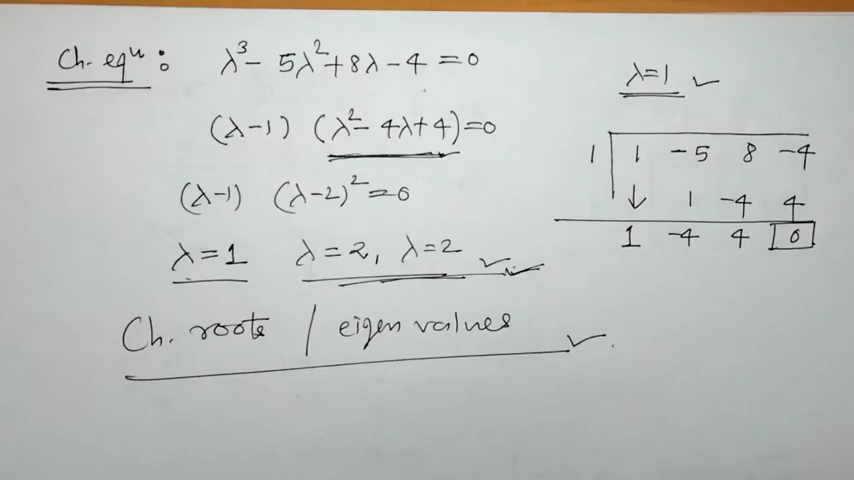 Ch. eqⁿ : λ³ - 5λ² + 8λ - 4 = 0
(λ-1) (λ² - 4λ + 4) = 0
(λ-1) (λ-2)² = 0
λ = 1 λ = 2, λ = 2
Ch. roots / eigen values
λ = 1
1 1 -5 8 -4
↓ 1 -4 4
1 -4 4 0